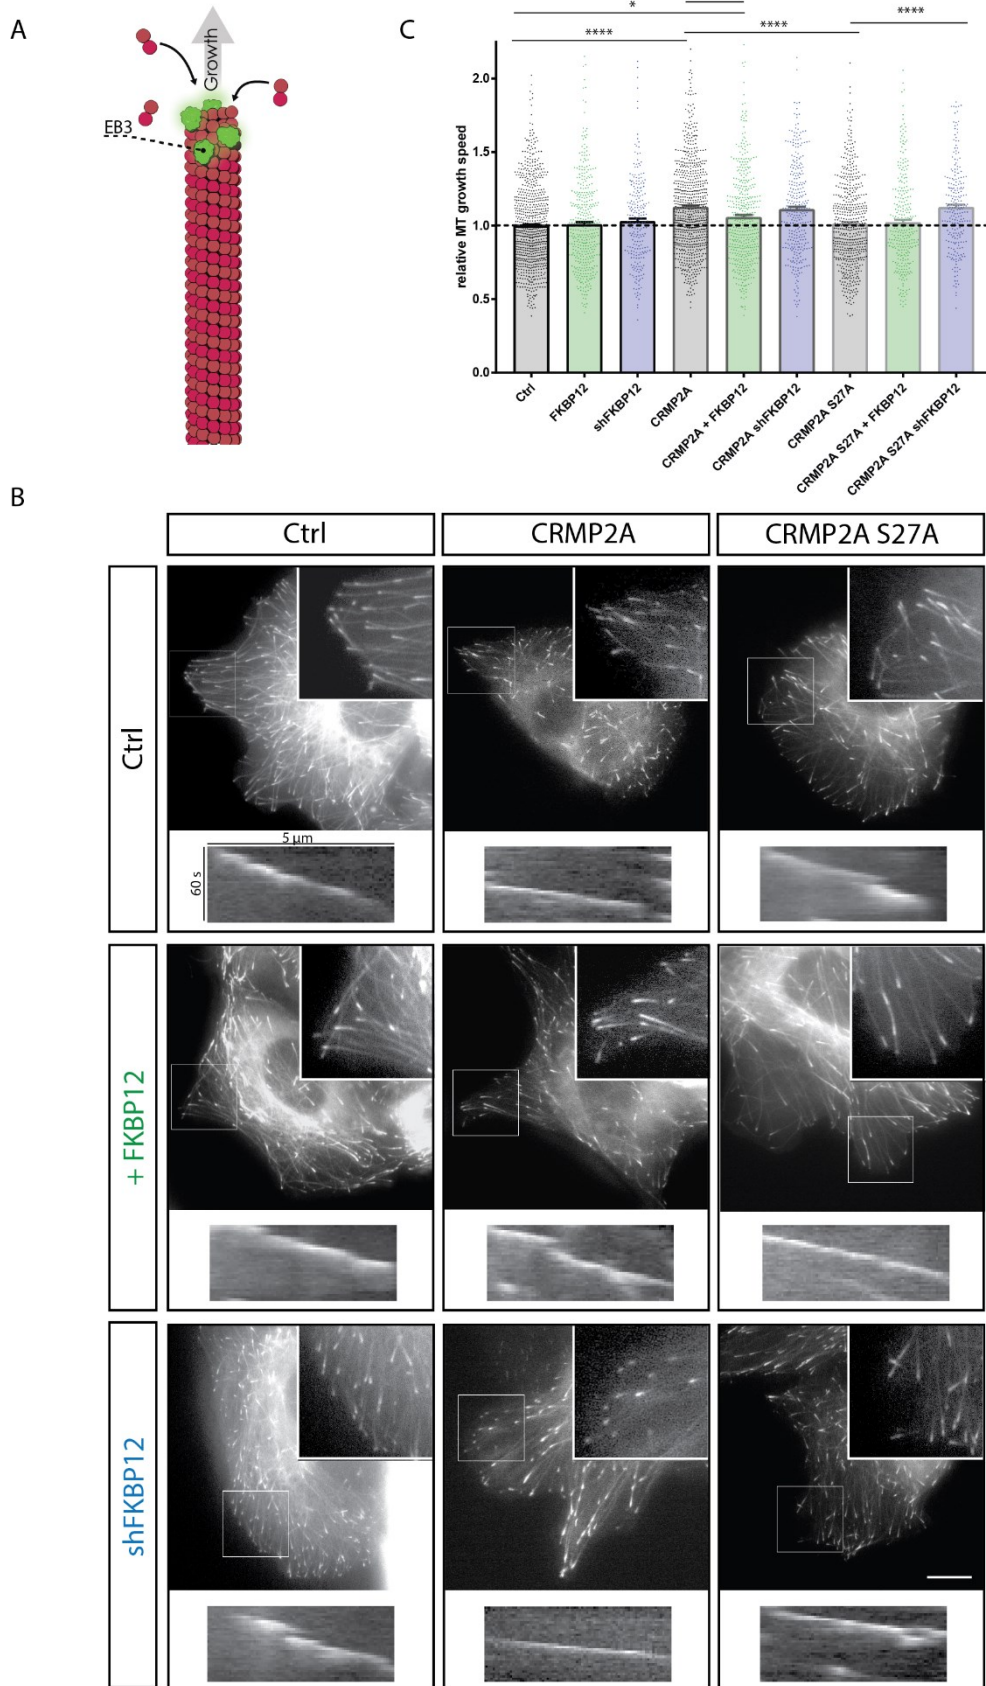 A
Growth
EB3
C
*
****
****
****
relative MT growth speed
2.0
1.5
1.0
0.5
0.0
Ctrl
FKBP12
shFKBP12
CRMP2A
CRMP2A + FKBP12
CRMP2A shFKBP12
CRMP2A S27A
CRMP2A S27A + FKBP12
CRMP2A S27A shFKBP12
B
Ctrl
CRMP2A
CRMP2A S27A
Ctrl
5 µm
60 s
+ FKBP12
shFKBP12